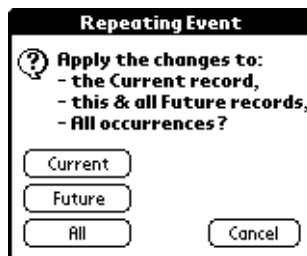 Repeating Event
Apply the changes to:
- the Current record,
- this & all Future records,
- All occurrences?
Current
Future
All
Cancel